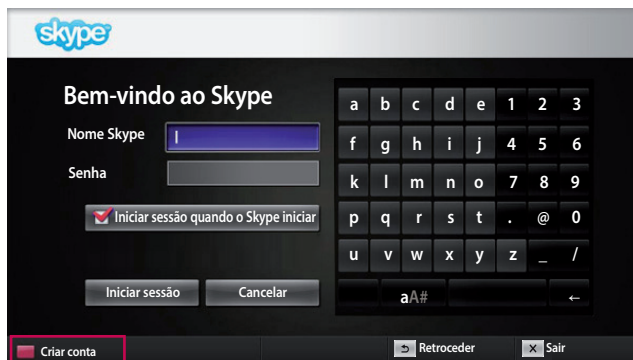 skype
Bem-vindo ao Skype
Nome Skype
Senha
Iniciar sessão quando o Skype iniciar
Iniciar sessão Cancelar
a b c d e 1 2 3
f g h i j 4 5 6
k l m n o 7 8 9
p q r s t . @ 0
u v w x y z _ /
aA# ←
Criar conta Retroceder X Sair